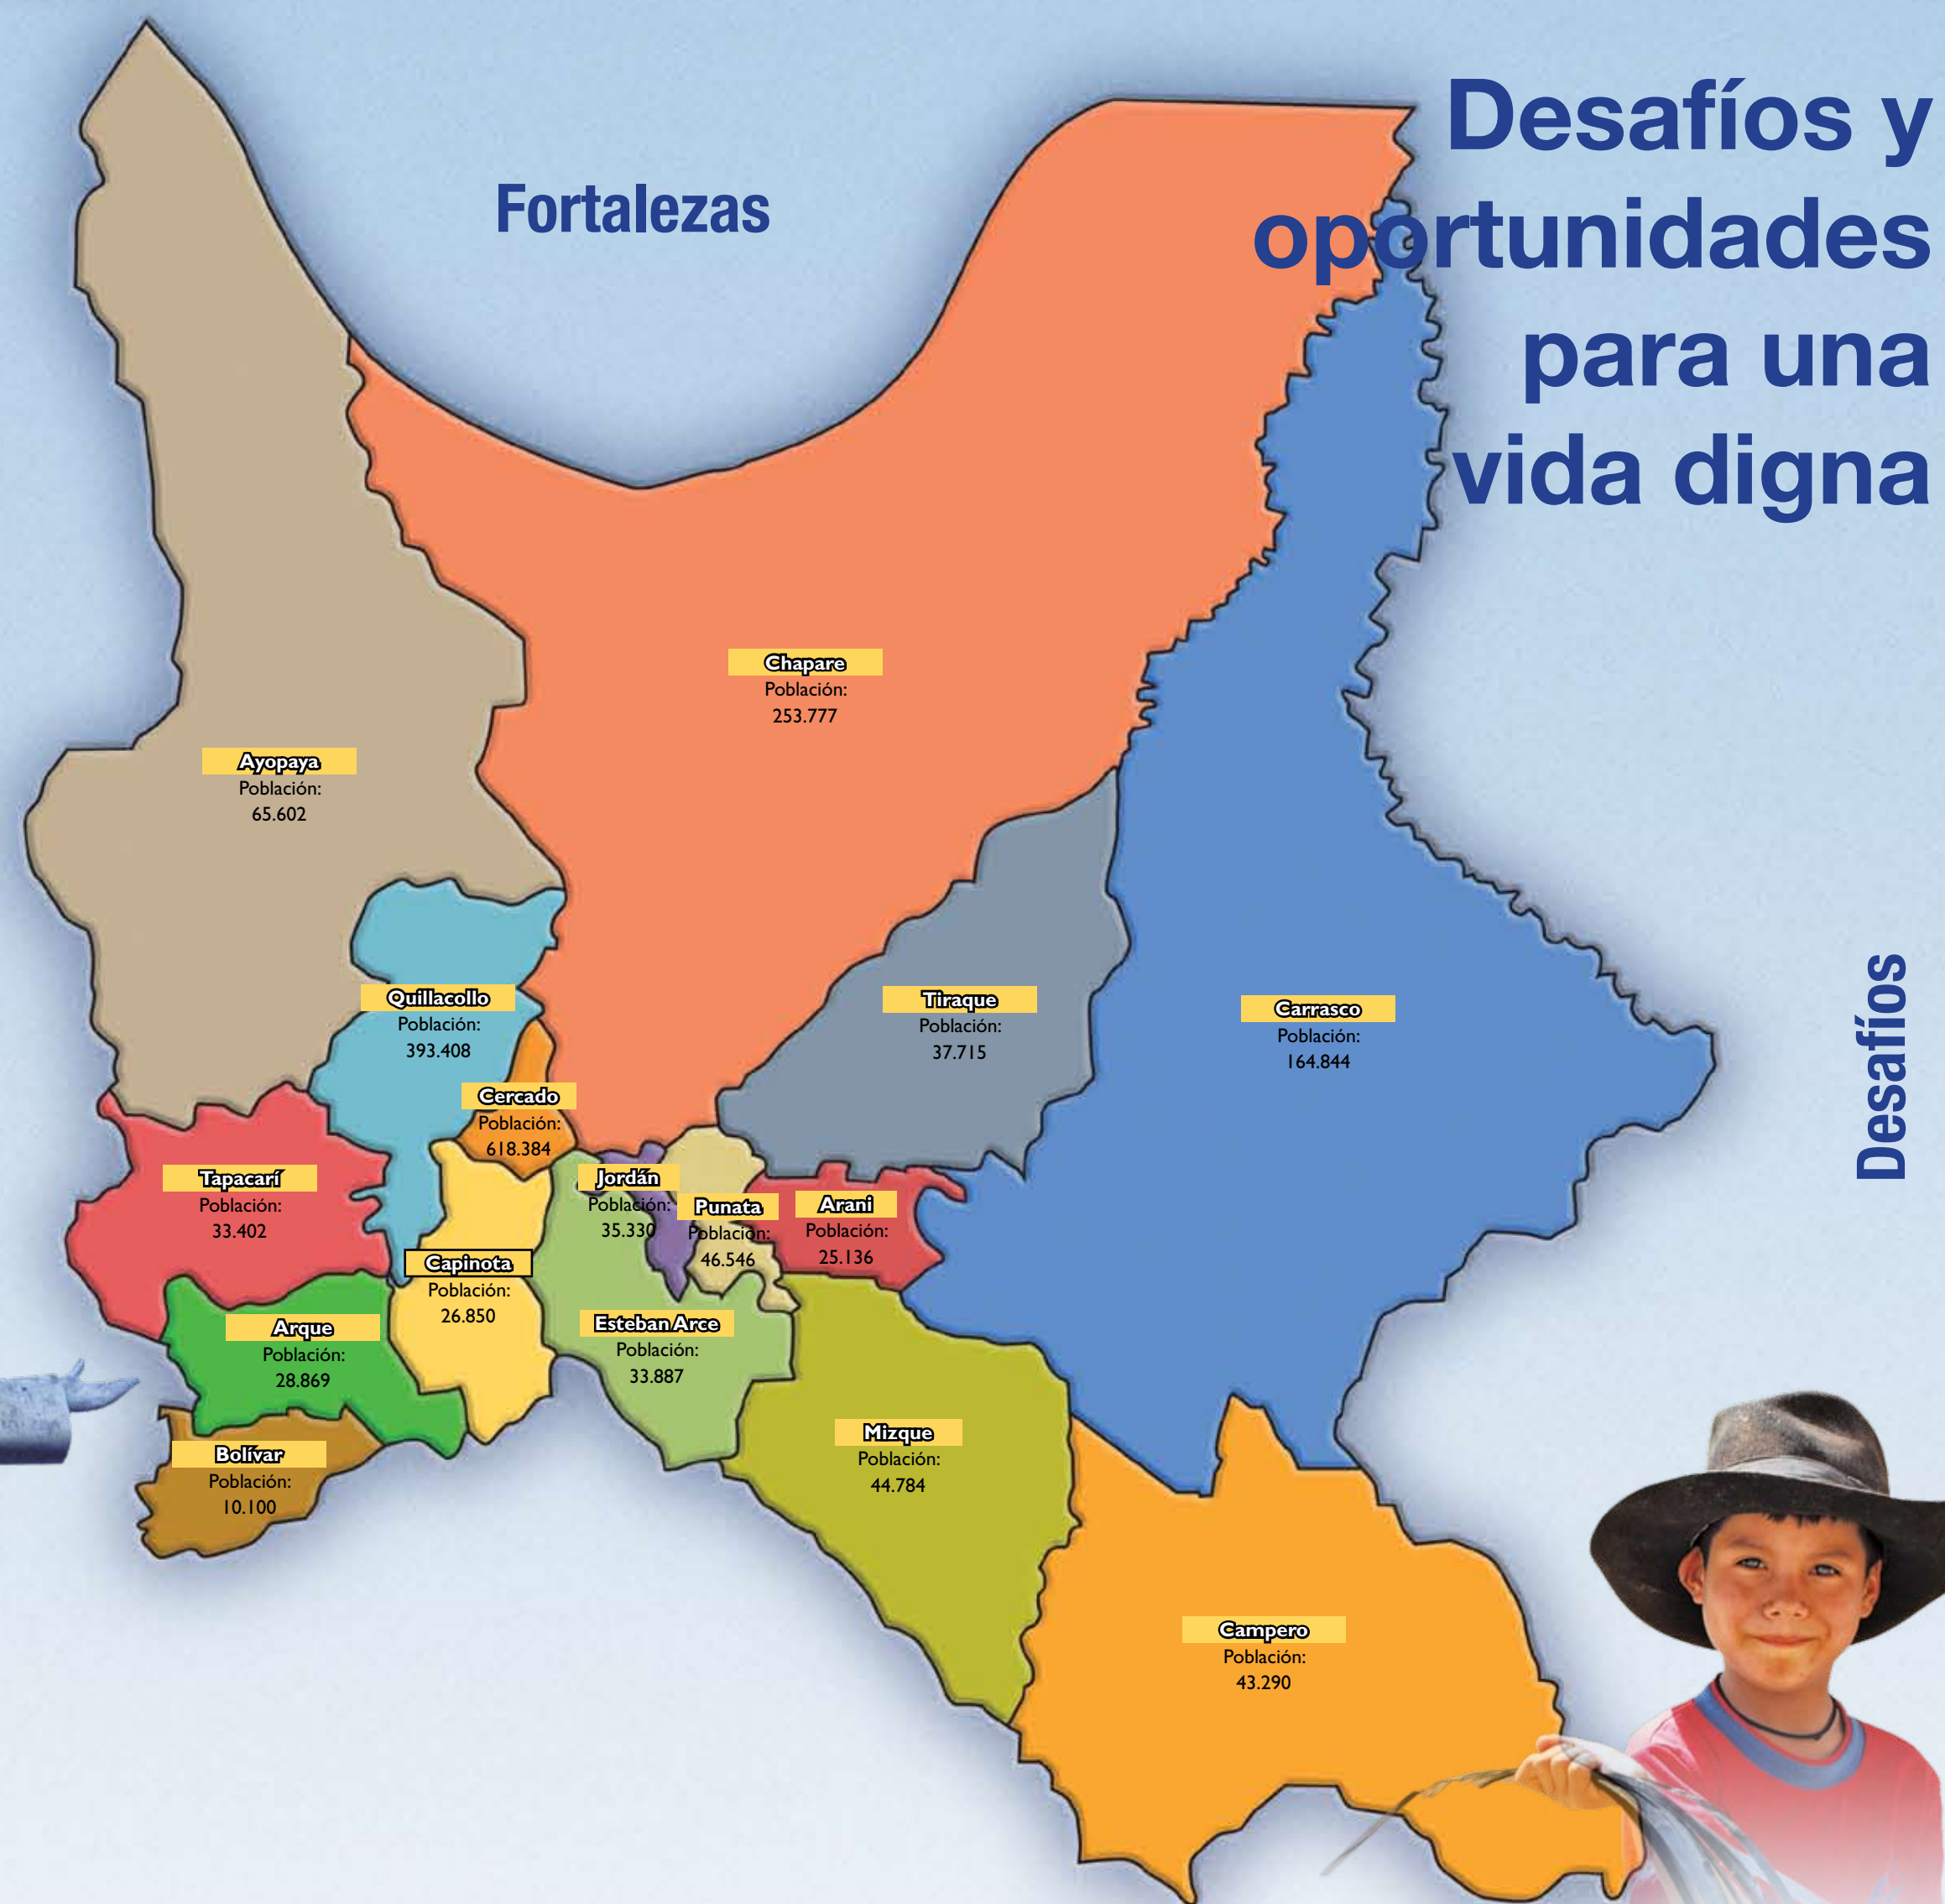 Desafíos y
oportunidades
para una
vida digna
Fortalezas
Desafíos
Chapare
Población:
253.777
Ayopaya
Población:
65.602
Quillacollo
Población:
393.408
Tiraque
Población:
37.715
Carrasco
Población:
164.844
Cercado
Población:
618.384
Tapacarí
Población:
33.402
Jordán
Población:
35.330
Punata
Población:
46.546
Arani
Población:
25.136
Capinota
Población:
26.850
Arque
Población:
28.869
Esteban Arce
Población:
33.887
Bolívar
Población:
10.100
Mizque
Población:
44.784
Campero
Población:
43.290